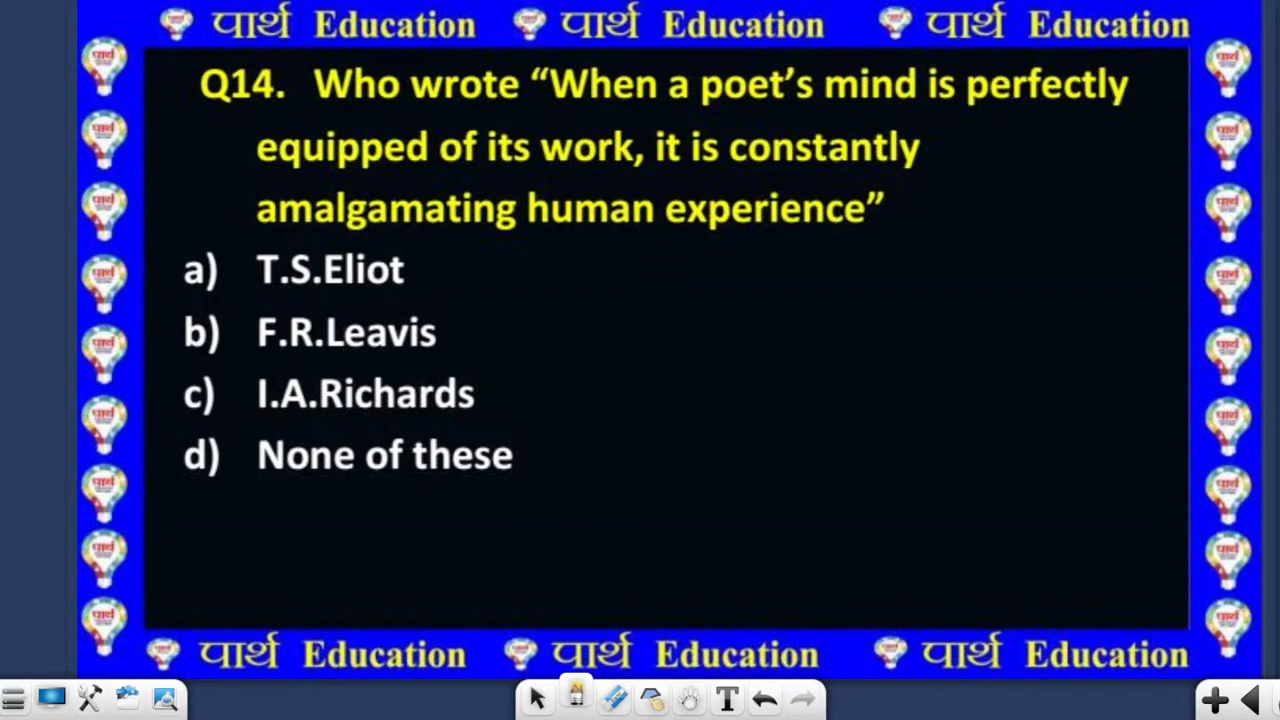 पार्थ Education पार्थ Education पार्थ Education
Q14. Who wrote “When a poet’s mind is perfectly
equipped of its work, it is constantly
amalgamating human experience”
a) T.S.Eliot
b) F.R.Leavis
c) I.A.Richards
d) None of these
पार्थ Education पार्थ Education पार्थ Education